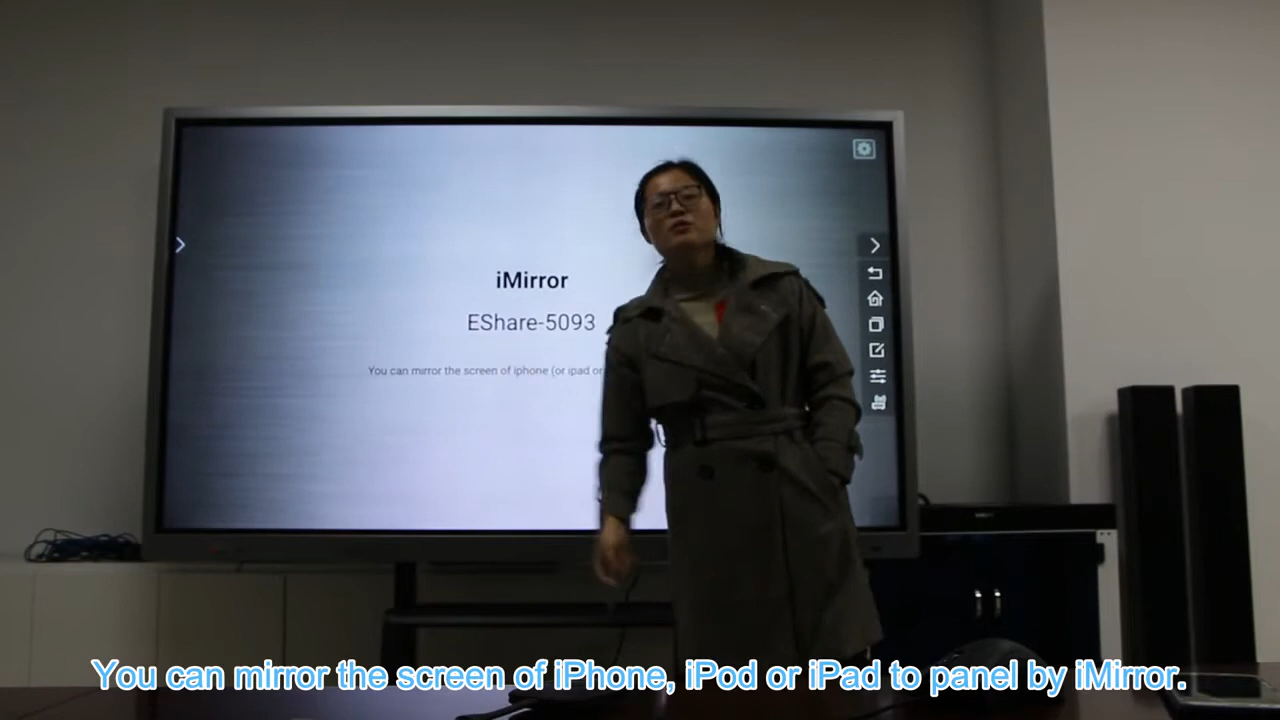 iMirror
EShare-5093
You can mirror the screen of iphone (or ipad or
You can mirror the screen of iPhone, iPod or iPad to panel by iMirror.